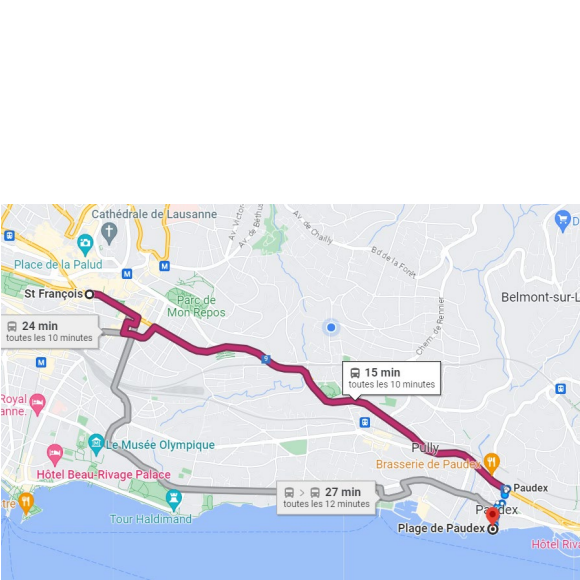 Cathédrale de Lausanne
Av. Victor
Av. de Béthus
Av. de Chailly
Bd de la Forêt
Place de la Palud
M
M
St François
Parc de
Mon Repos
Belmont-sur-L
Chem. de Rennier
24 min
toutes les 10 minutes
M
15 min
toutes les 10 minutes
Royal
anne.
Le Musée Olympique
Pully
Hôtel Beau-Rivage Palace
Brasserie de Paudex
27 min
toutes les 12 minutes
Paudex
tre
Tour Haldimand
Paudex
Plage de Paudex
Hôtel Riva